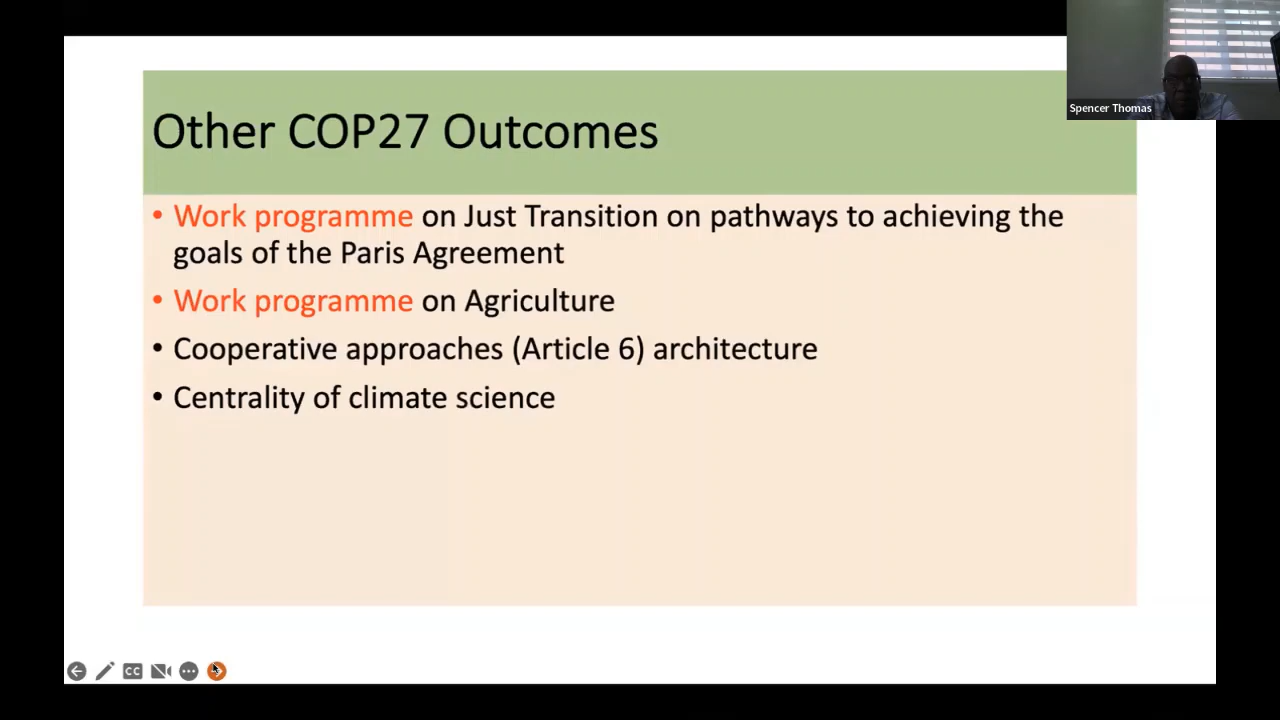 Spencer Thomas
Other COP27 Outcomes
• Work programme on Just Transition on pathways to achieving the
goals of the Paris Agreement
• Work programme on Agriculture
• Cooperative approaches (Article 6) architecture
• Centrality of climate science
CC